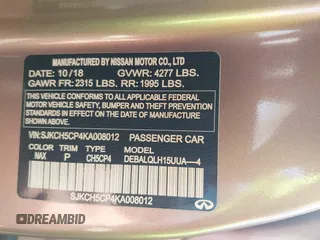 MANUFACTURED BY NISSAN MOTOR CO., LTD.
DATE: 10/18 GVWR: 4277 LBS.
GAWR FR: 2315 LBS. RR: 1995 LBS.
THIS VEHICLE CONFORMS TO ALL APPLICABLE
FEDERAL MOTOR VEHICLE SAFETY, BUMPER, AND
THEFT PREVENTION STANDARDS IN EFFECT ON
THE DATE OF MANUFACTURE SHOWN ABOVE.
VIN: SJKCH5CP4KA008012 PASSENGER CAR
COLOR TRIM TYPE MODEL
NAX P CH5CP4 DEBALQLH15UUA—4
SJKCH5CP4KA008012
INFINITI
DREAMBID